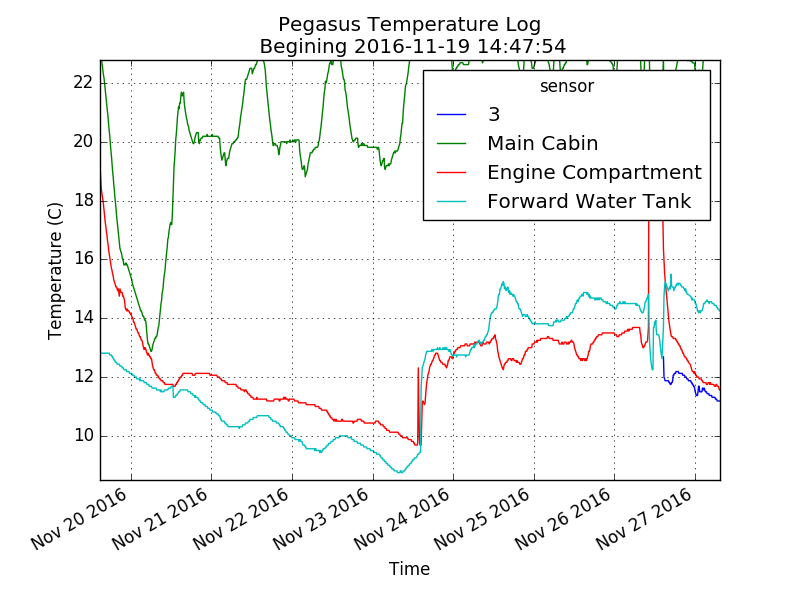 Pegasus Temperature Log
Begining 2016-11-19 14:47:54
sensor
3
Main Cabin
Engine Compartment
Forward Water Tank
Temperature (C)
22
20
18
16
14
12
10
Nov 20 2016
Nov 21 2016
Nov 22 2016
Nov 23 2016
Nov 24 2016
Nov 25 2016
Nov 26 2016
Nov 27 2016
Time